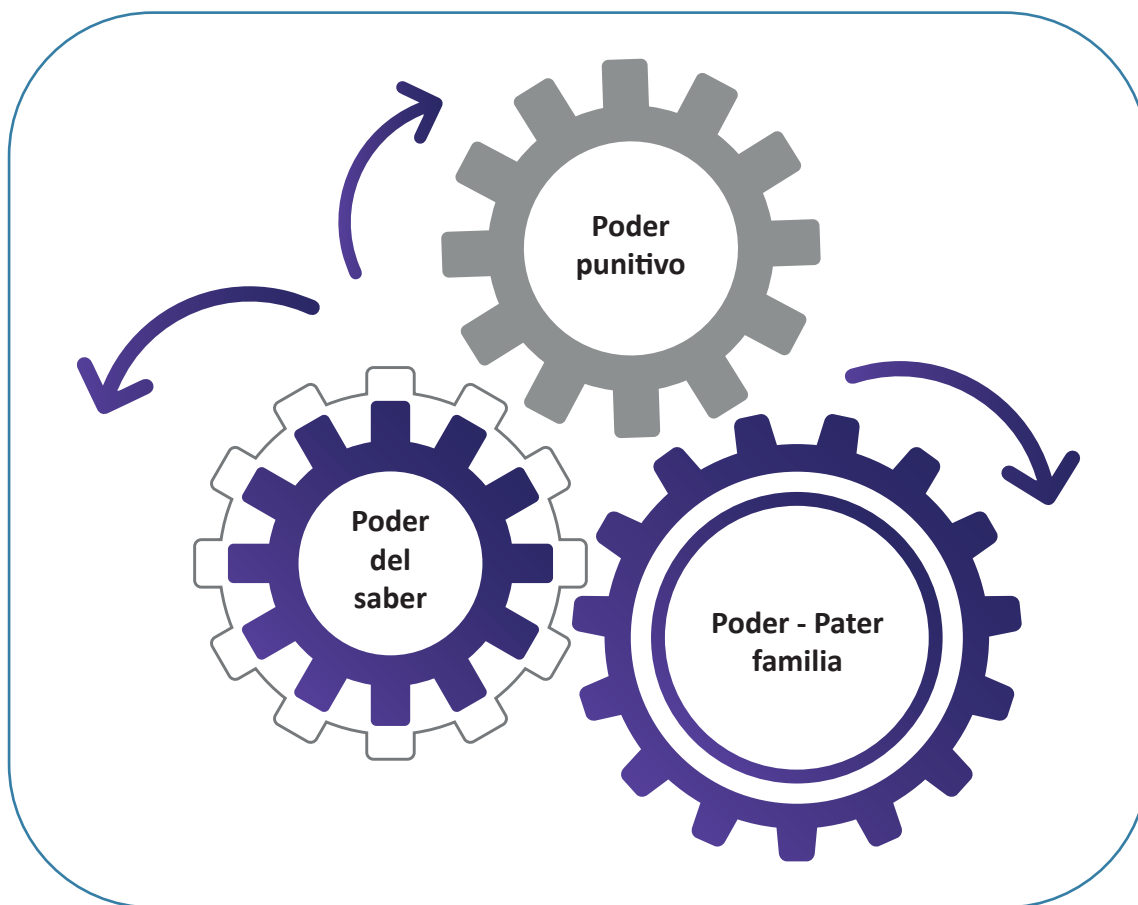 Poder
punitivo
Poder
del
saber
Poder - Pater
familia